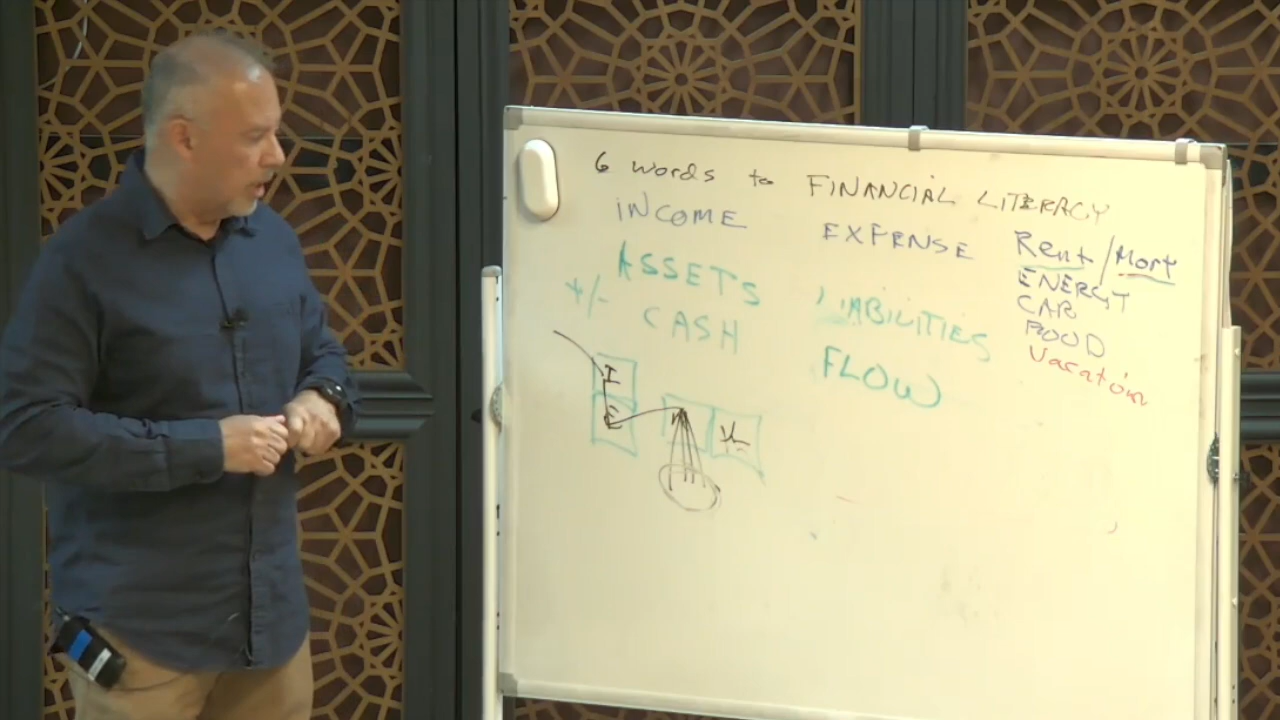 6 words to FINANCIAL LITERACY
INCOME EXPENSE Rent/Mort
ENERGY
ASSETS LIABILITIES CAR
+/- CASH FLOW FOOD
Vacation
I
E